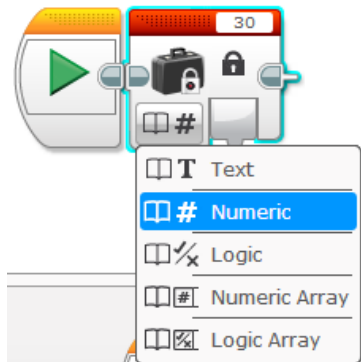 30
#
T Text
# Numeric
Logic
# Numeric Array
Logic Array